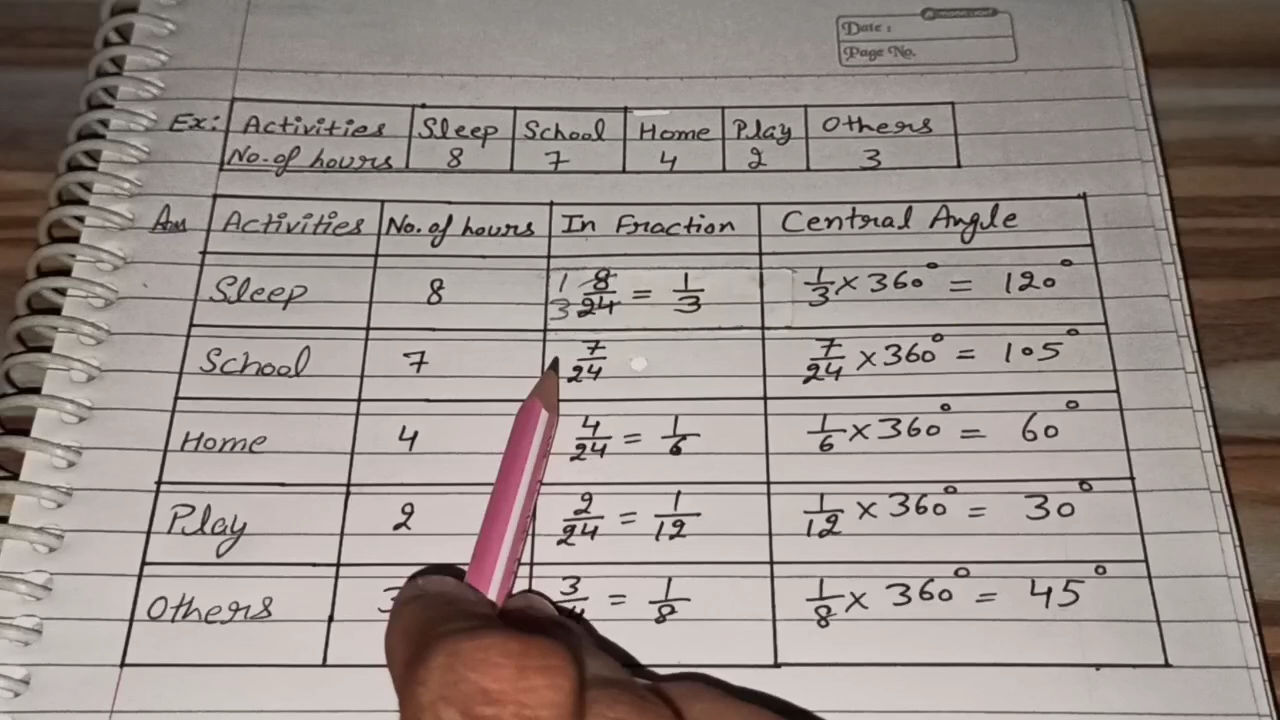 Date :
Page No.
Ex: Activities Sleep School Home Play Others
No. of hours 8 7 4 2 3
Ans Activities No. of hours In Fraction Central Angle
Sleep 8 1 8/24 3 = 1/3 1/3 × 360° = 120°
School 7 7/24 7/24 × 360° = 105°
Home 4 4/24 = 1/6 1/6 × 360° = 60°
Play 2 2/24 = 1/12 1/12 × 360° = 30°
Others 3 = 1/8 1/8 × 360° = 45°